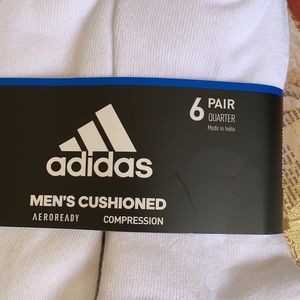 6 PAIR
QUARTER
Made in India
adidas
MEN'S CUSHIONED
AEROREADY COMPRESSION